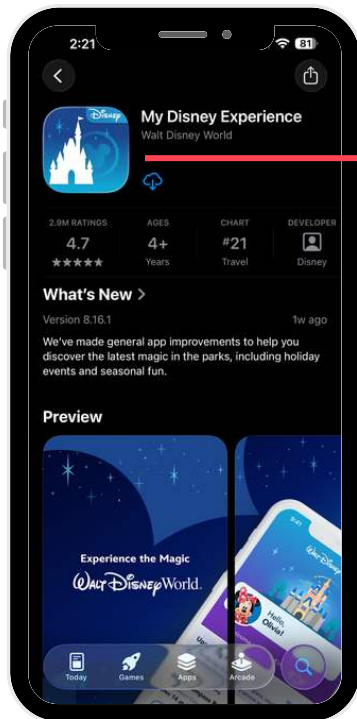 2:21
81
Disney
My Disney Experience
Walt Disney World
2.9M RATINGS
4.7
AGES
4+
Years
CHART
#21
Travel
DEVELOPER
Disney
What's New >
Version 8.16.1
1w ago
We've made general app improvements to help you
discover the latest magic in the parks, including holiday
events and seasonal fun.
Preview
Experience the Magic
Walt Disney World.
9:41
Walt Dis
Hello,
Olivia!
Today
Games
Apps
Arcade